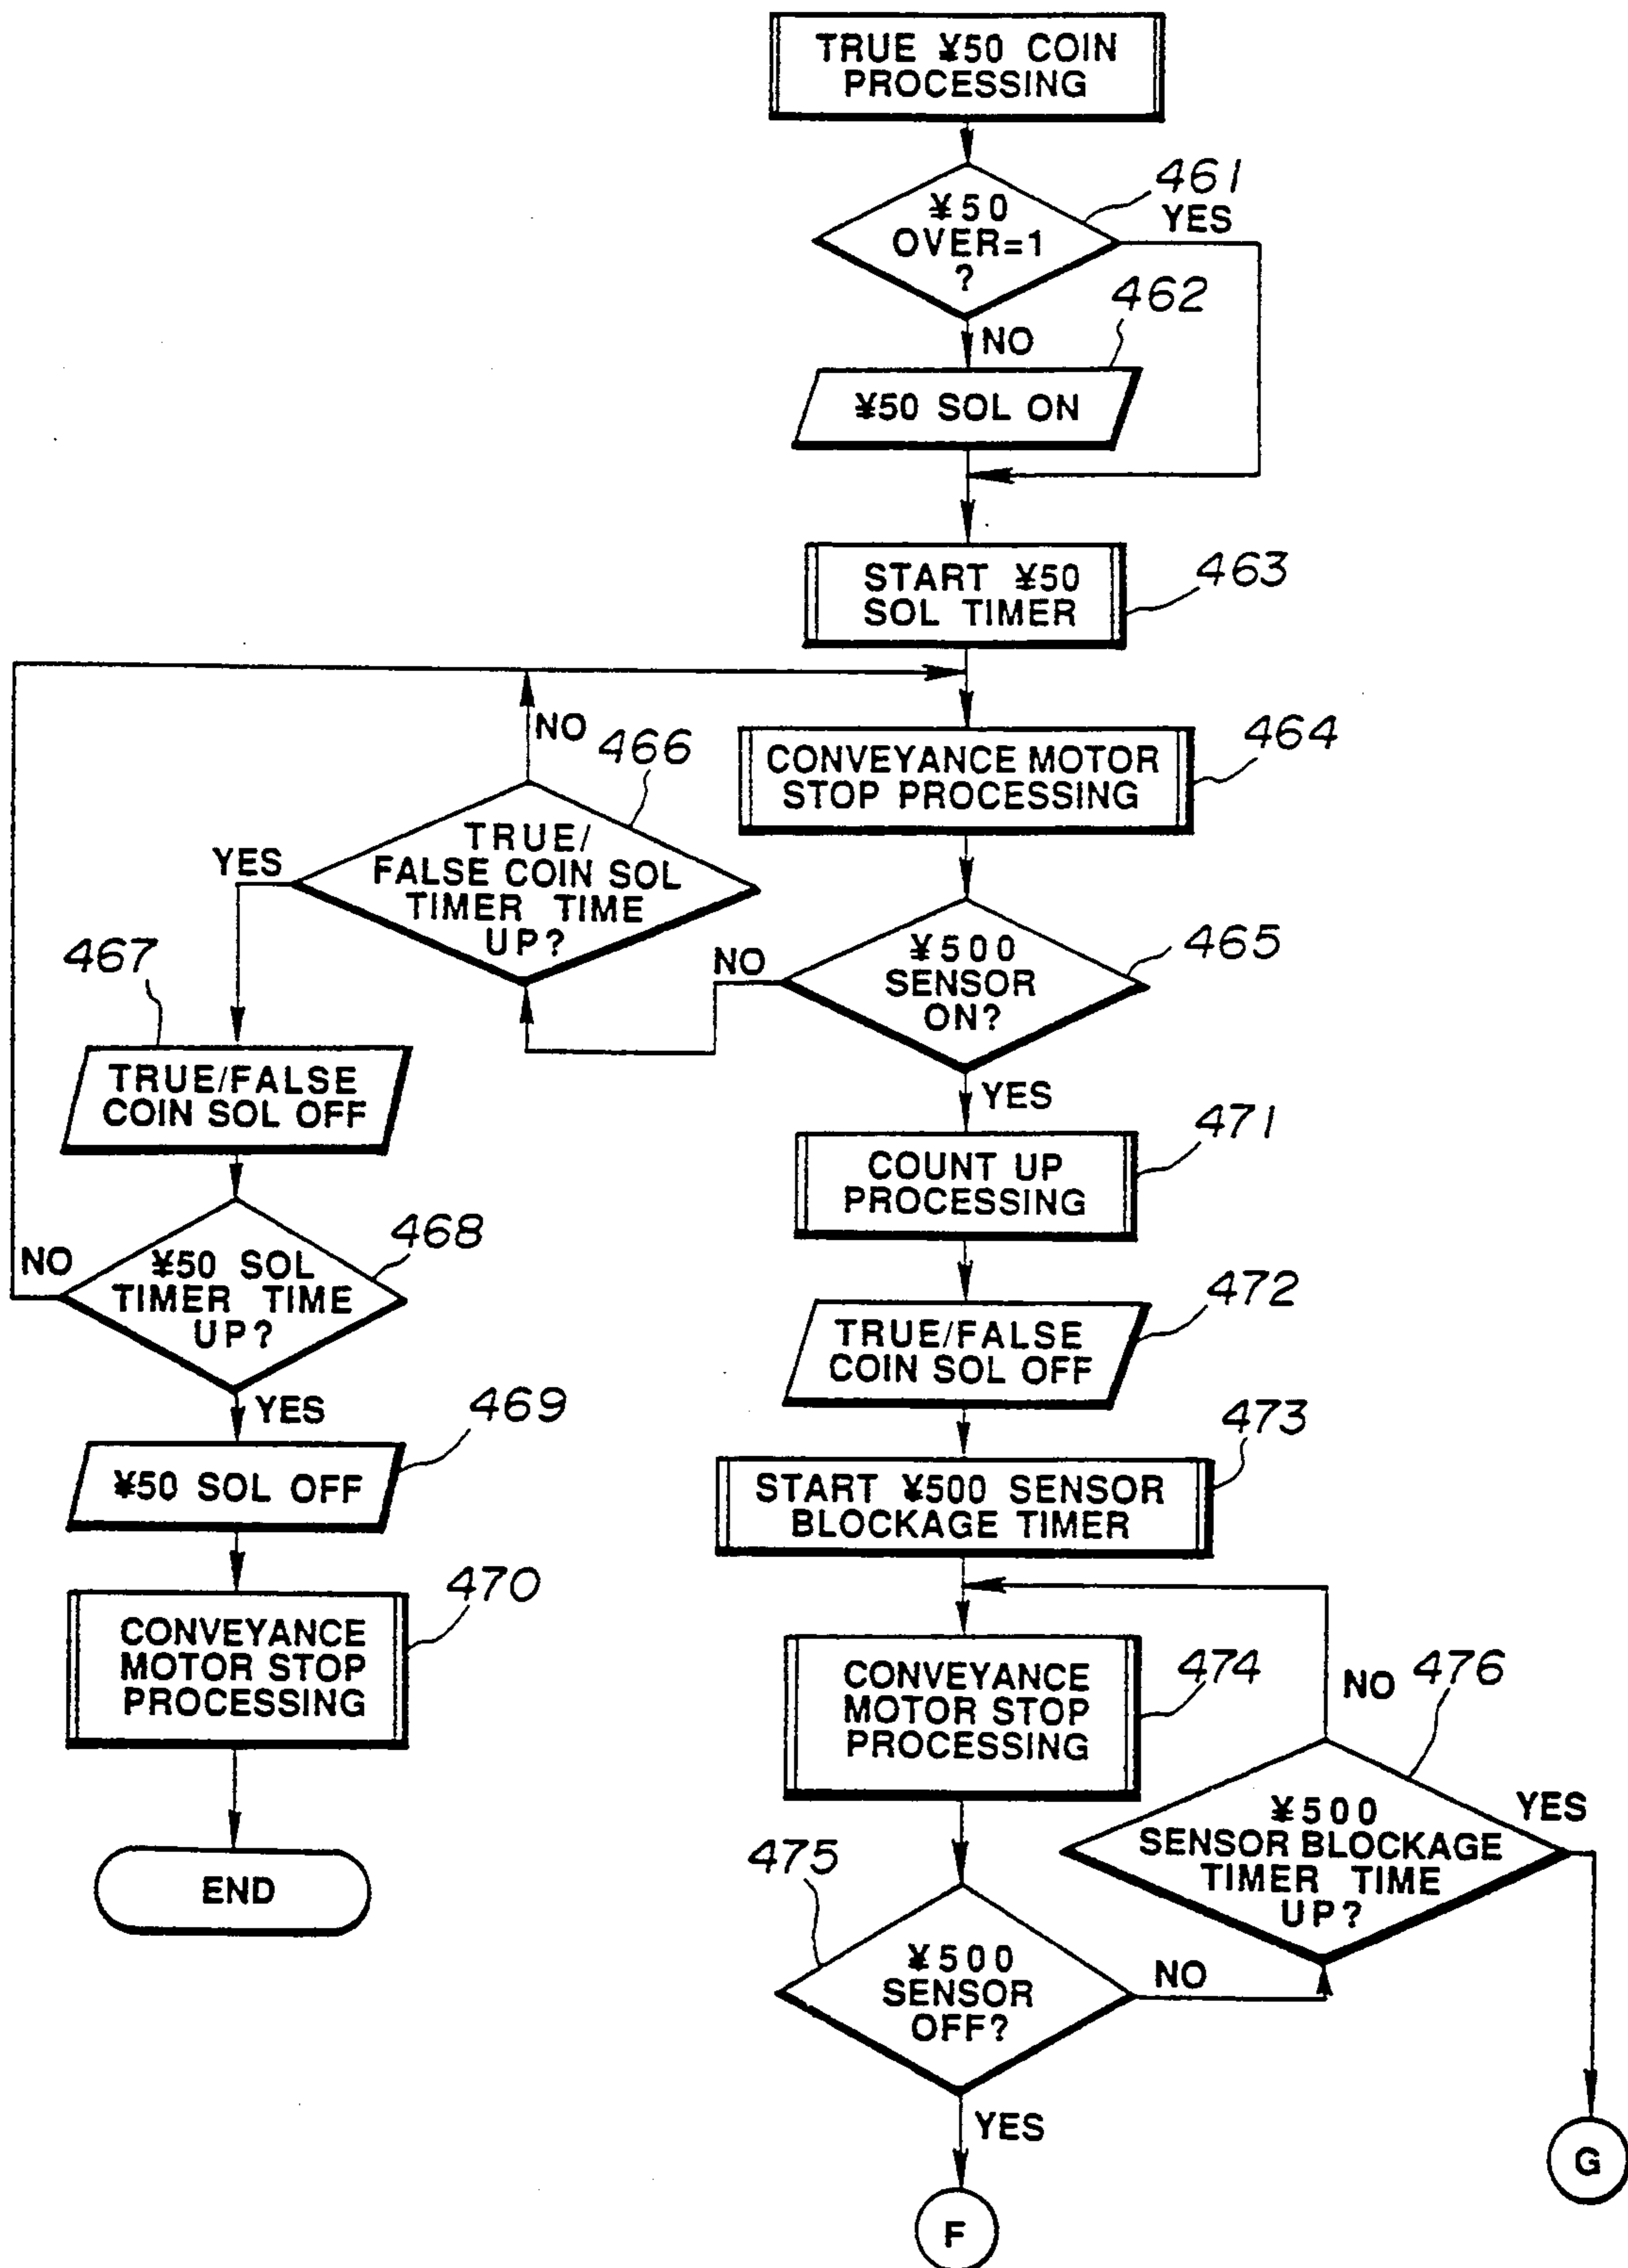 TRUE ¥50 COIN
PROCESSING
461
¥50
OVER=1
?
YES
462
NO
¥50 SOL ON
START ¥50
SOL TIMER
463
NO
466
CONVEYANCE MOTOR
STOP PROCESSING
464
TRUE/
FALSE COIN SOL
TIMER TIME
UP?
YES
467
¥500
SENSOR
ON?
465
NO
TRUE/FALSE
COIN SOL OFF
YES
471
COUNT UP
PROCESSING
468
NO
¥50 SOL
TIMER TIME
UP?
472
TRUE/FALSE
COIN SOL OFF
YES
469
¥50 SOL OFF
473
START ¥500 SENSOR
BLOCKAGE TIMER
470
CONVEYANCE
MOTOR STOP
PROCESSING
CONVEYANCE
MOTOR STOP
PROCESSING
474
NO
476
¥500
SENSOR BLOCKAGE
TIMER TIME
UP?
YES
END
475
¥500
SENSOR
OFF?
NO
YES
G
F